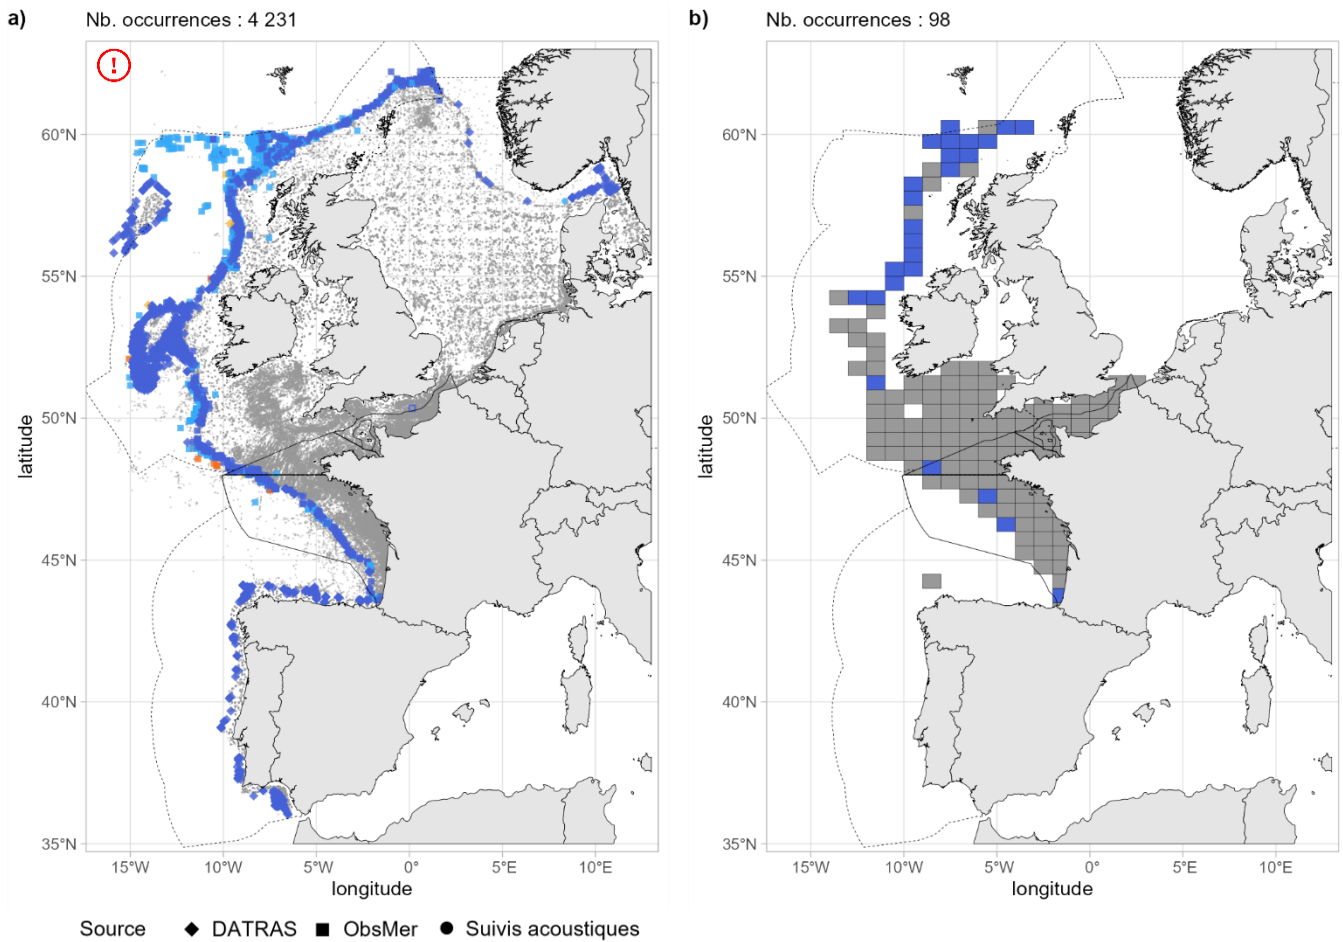 a)
Nb. occurrences : 4 231
!
60°N
55°N
50°N
45°N
40°N
35°N
latitude
15°W 10°W 5°W 0° 5°E 10°E
longitude
b)
Nb. occurrences : 98
60°N
55°N
50°N
45°N
40°N
35°N
latitude
15°W 10°W 5°W 0° 5°E 10°E
longitude
Source DATRAS ObsMer Suivis acoustiques